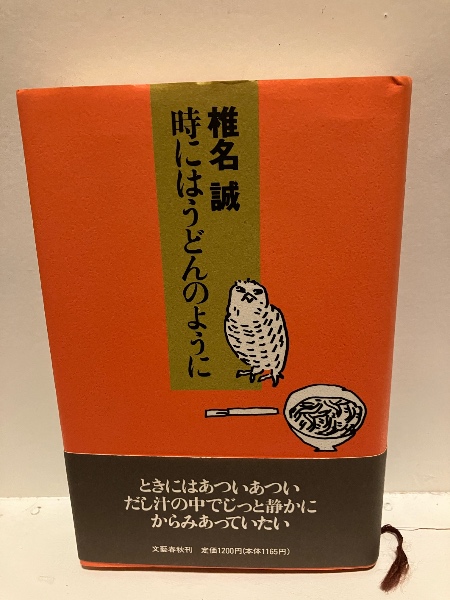 椎名 誠
時にはうどんのように
ときにはあついあつい
だし汁の中でじっと静かに
からみあっていたい
文藝春秋刊 定価1200円(本体1165円)